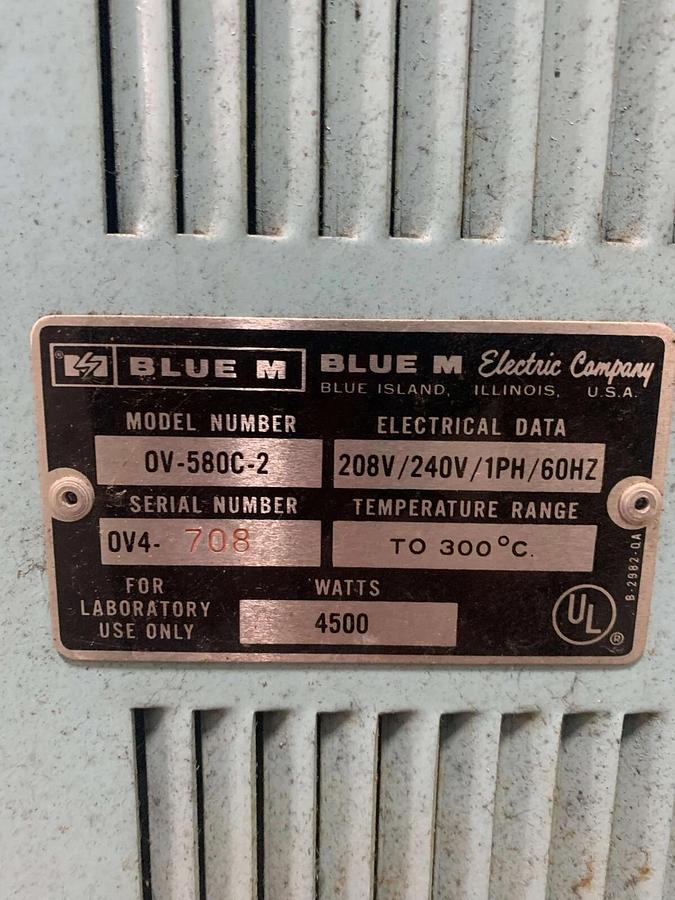 ® BLUE M BLUE M Electric Company
BLUE ISLAND, ILLINOIS, U.S.A.
MODEL NUMBER ELECTRICAL DATA
OV-580C-2 208V/240V/1PH/60HZ
SERIAL NUMBER TEMPERATURE RANGE
OV4- 708 TO 300°C.
FOR LABORATORY USE ONLY
WATTS
4500
UL ®
B-2982-QA